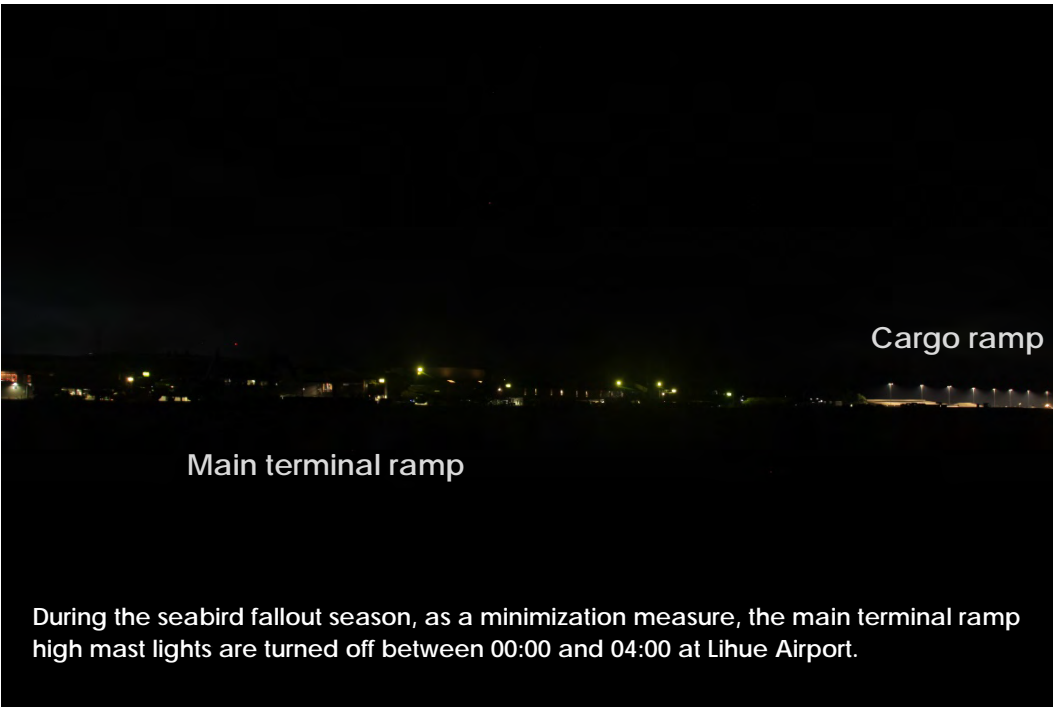 Cargo ramp
Main terminal ramp
During the seabird fallout season, as a minimization measure, the main terminal ramp
high mast lights are turned off between 00:00 and 04:00 at Lihue Airport.